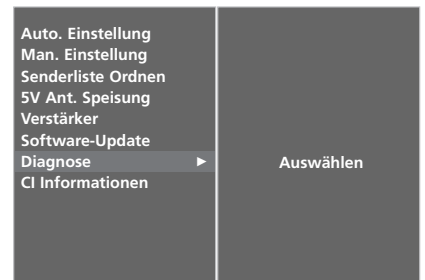 Auto. Einstellung
Man. Einstellung
Senderliste Ordnen
5V Ant. Speisung
Verstärker
Software-Update
Diagnose ►
Auswählen
CI Informationen